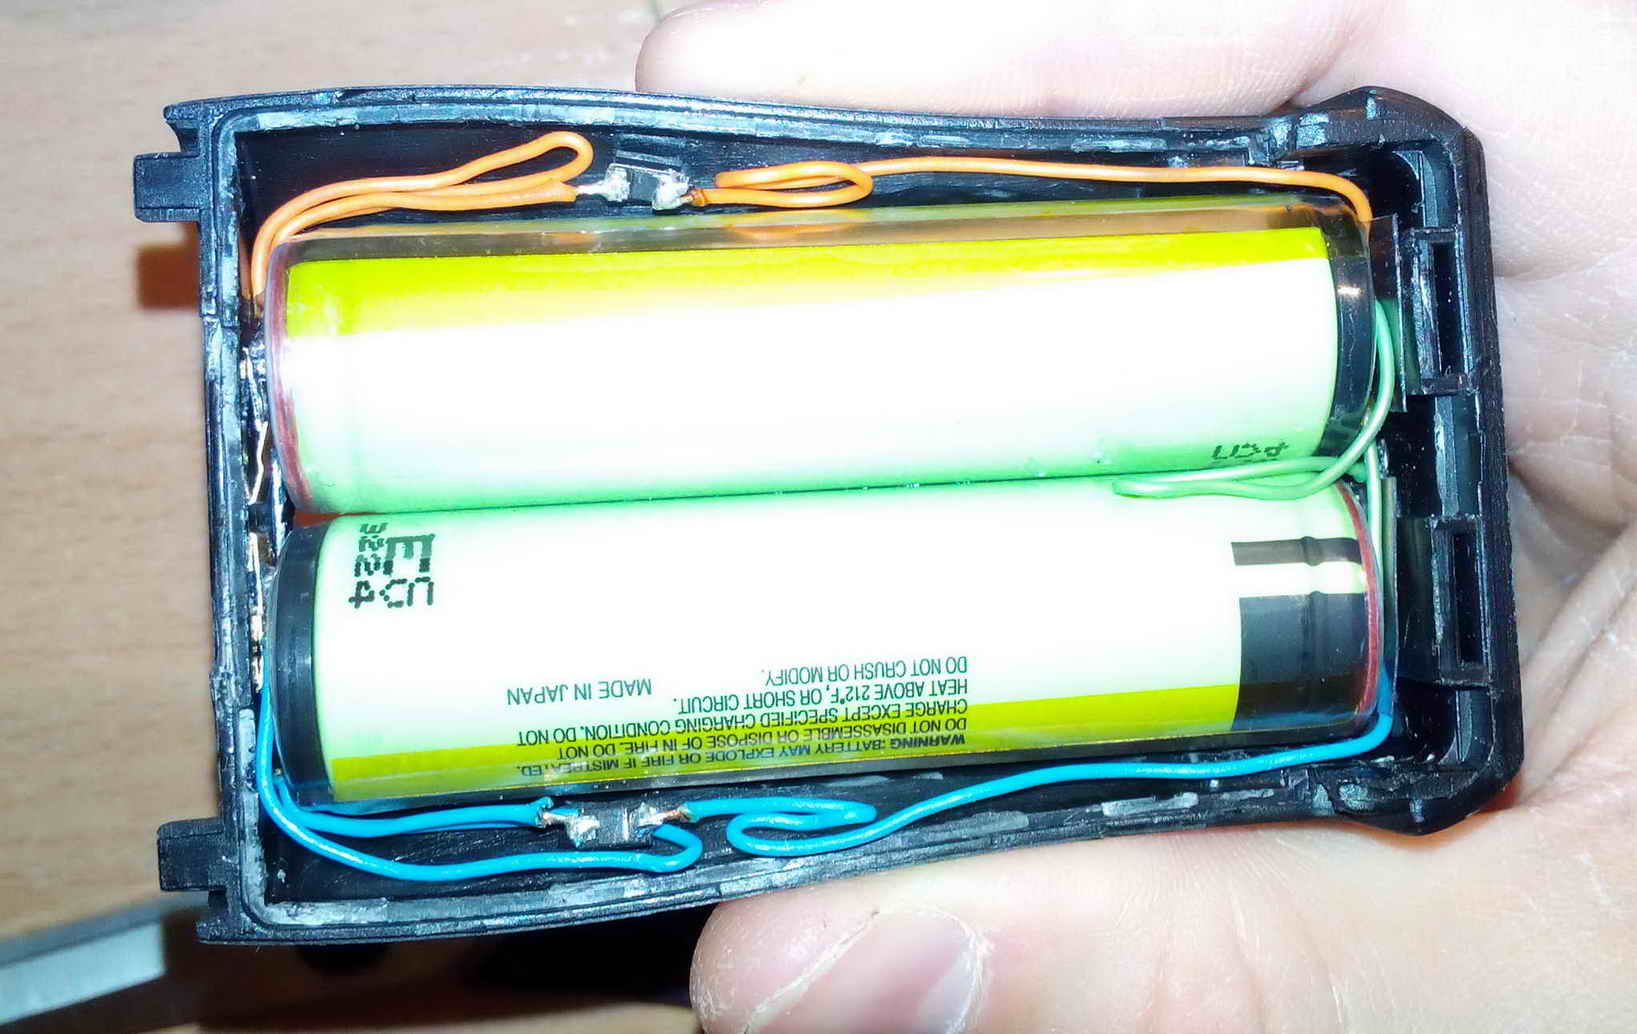 WARNING :BATTERY MAY EXPLODE OR FIRE IF MISTREATED.
DO NOT DISASSEMBLE OR DISPOSE OF IN FIRE. DO NOT
CHARGE EXCEPT SPECIFIED CHARGING CONDITION. DO NOT
HEAT ABOVE 212°F, OR SHORT CIRCUIT.
DO NOT CRUSH OR MODIFY. MADE IN JAPAN
3224